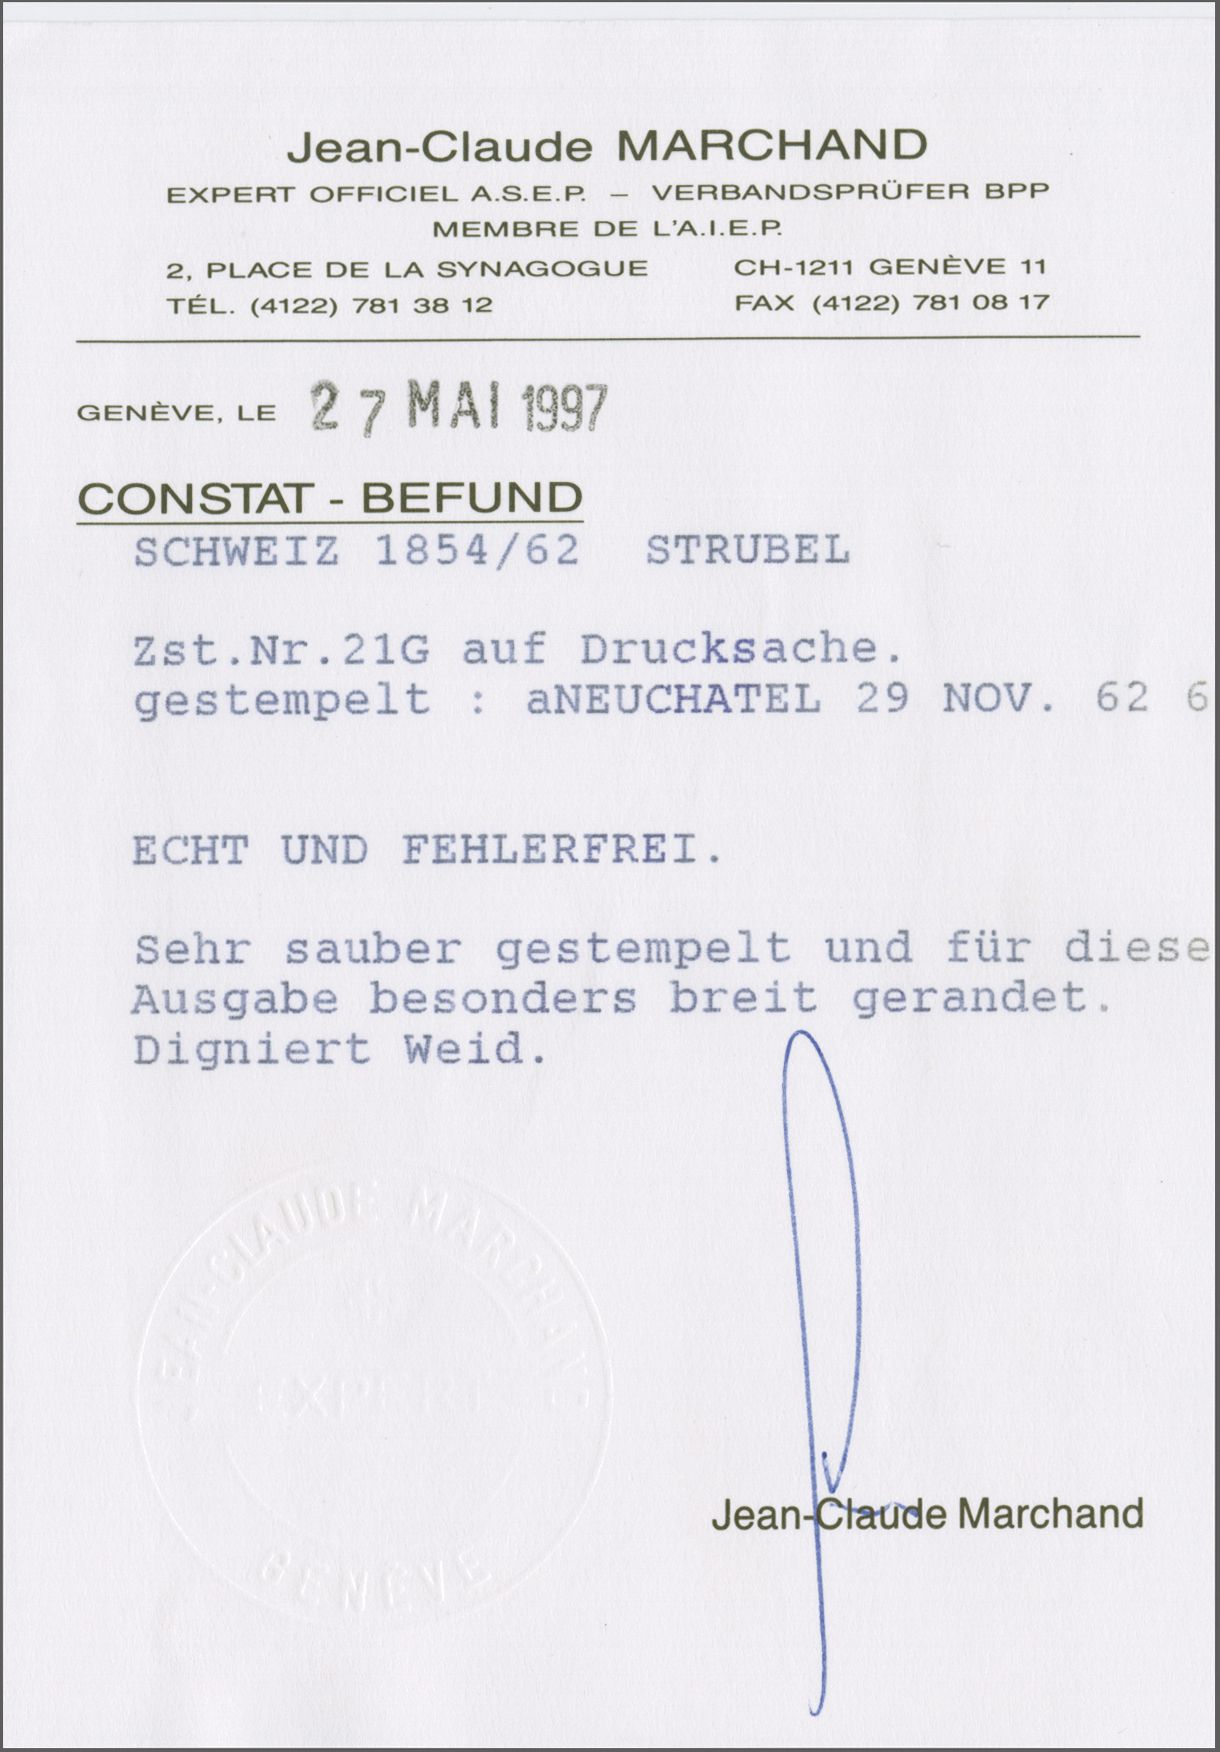 Jean-Claude MARCHAND
EXPERT OFFICIEL A.S.E.P. – VERBANDSPRÜFER BPP
MEMBRE DE L'A.I.E.P.
2, PLACE DE LA SYNAGOGUE CH-1211 GENÈVE 11
TÉL. (4122) 781 38 12 FAX (4122) 781 08 17
GENÈVE, LE 27 MAI 1997
CONSTAT - BEFUND
SCHWEIZ 1854/62 STRUBEL
Zst.Nr.21G auf Drucksache.
gestempelt : aNEUCHATEL 29 NOV. 62 6
ECHT UND FEHLERFREI.
Sehr sauber gestempelt und für diese
Ausgabe besonders breit gerandet.
Digniert Weid.
JEAN-CLAUDE MARCHAND
EXPERT
GENÈVE
Jean-Claude Marchand